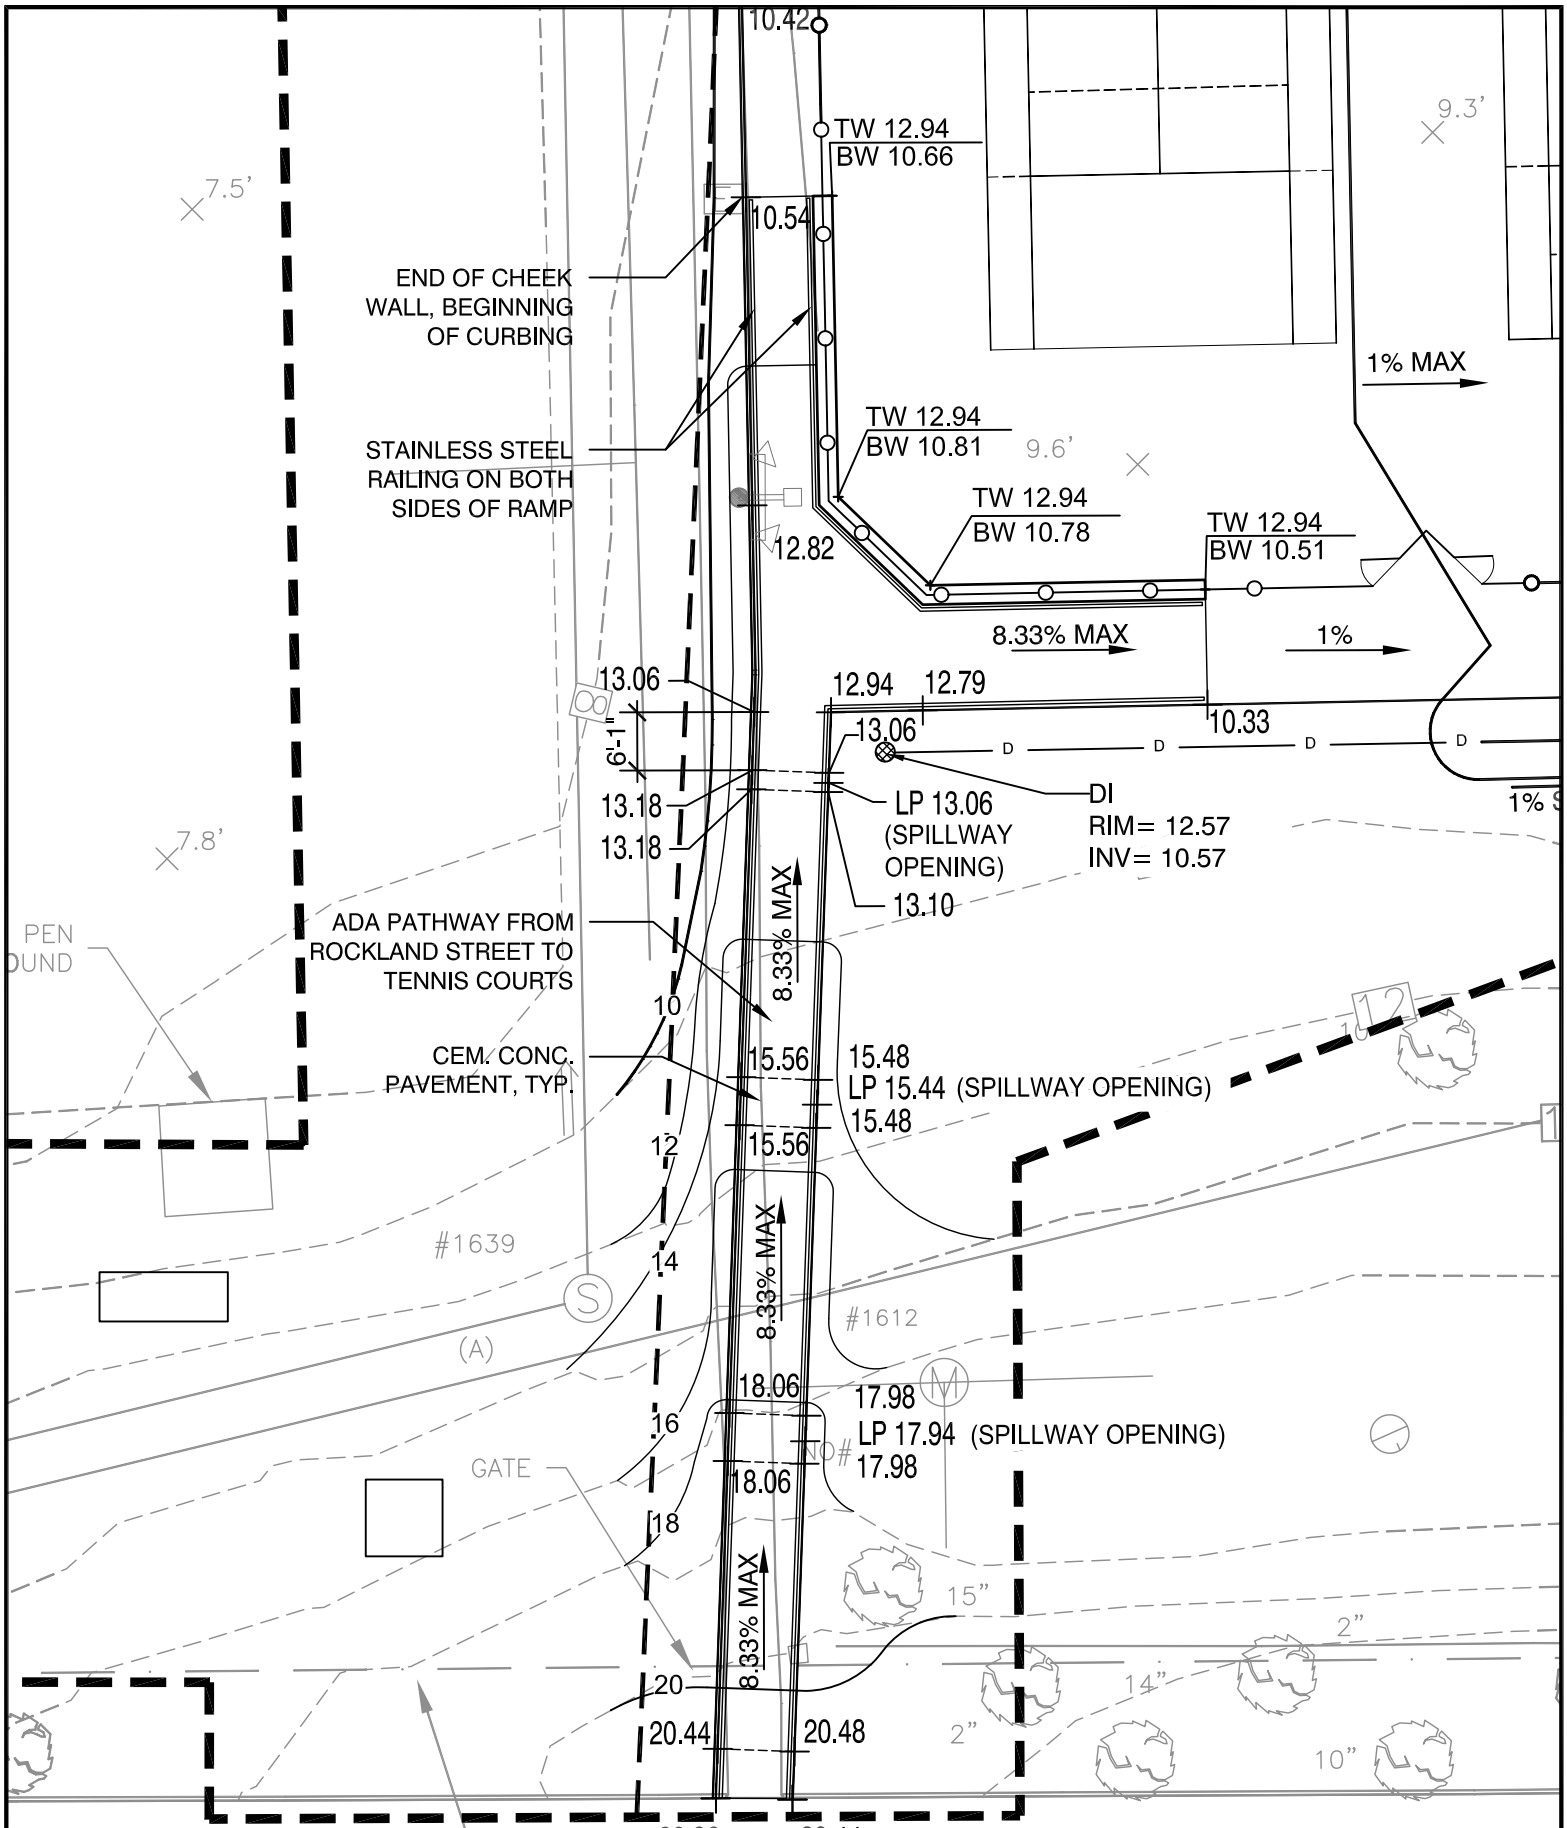 10.42
9.3'
TW 12.94
BW 10.66
7.5'
10.54
END OF CHEEK
WALL, BEGINNING
OF CURBING
1% MAX
TW 12.94
BW 10.81
9.6'
STAINLESS STEEL
RAILING ON BOTH
SIDES OF RAMP
TW 12.94
BW 10.78
TW 12.94
BW 10.51
12.82
8.33% MAX
1%
13.06
12.94
12.79
8
10.33
13.06
6'-1"
D
D
D
D
13.18
LP 13.06
(SPILLWAY
OPENING)
DI
RIM= 12.57
INV= 10.57
1%
7.8'
13.18
13.10
8.33% MAX
ADA PATHWAY FROM
ROCKLAND STREET TO
TENNIS COURTS
PEN
10
12
CEM. CONC.
PAVEMENT, TYP.
15.56
15.48
LP 15.44 (SPILLWAY OPENING)
15.48
15.56
12
8.33% MAX
#1639
14
S
#1612
(A)
M
18.06
17.98
16
LP 17.94 (SPILLWAY OPENING)
NO#
17.98
GATE
18.06
18
8.33% MAX
15"
2"
14"
20
20.44
20.48
2"
10"